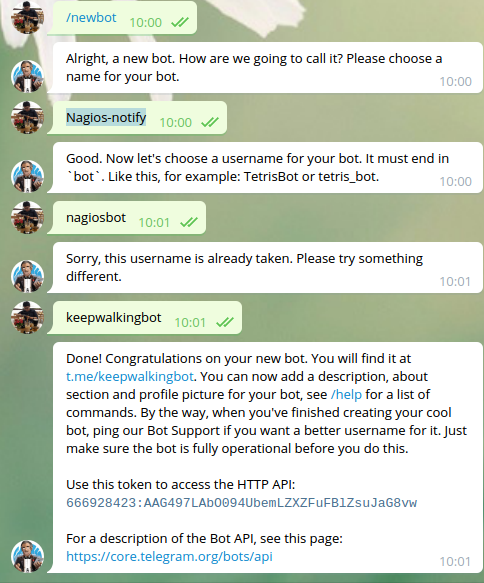 /newbot
10:00
Alright, a new bot. How are we going to call it? Please choose a
name for your bot.
10:00
Nagios-notify
10:00
Good. Now let's choose a username for your bot. It must end in
`bot`. Like this, for example: TetrisBot or tetris_bot.
10:00
nagiosbot
10:01
Sorry, this username is already taken. Please try something
different.
10:01
keepwalkingbot
10:01
Done! Congratulations on your new bot. You will find it at
t.me/keepwalkingbot. You can now add a description, about
section and profile picture for your bot, see /help for a list of
commands. By the way, when you've finished creating your cool
bot, ping our Bot Support if you want a better username for it. Just
make sure the bot is fully operational before you do this.
Use this token to access the HTTP API:
666928423:AAG497LAbO094UbemLZXZFuFBlZsuJaG8vw
For a description of the Bot API, see this page:
https://core.telegram.org/bots/api
10:01